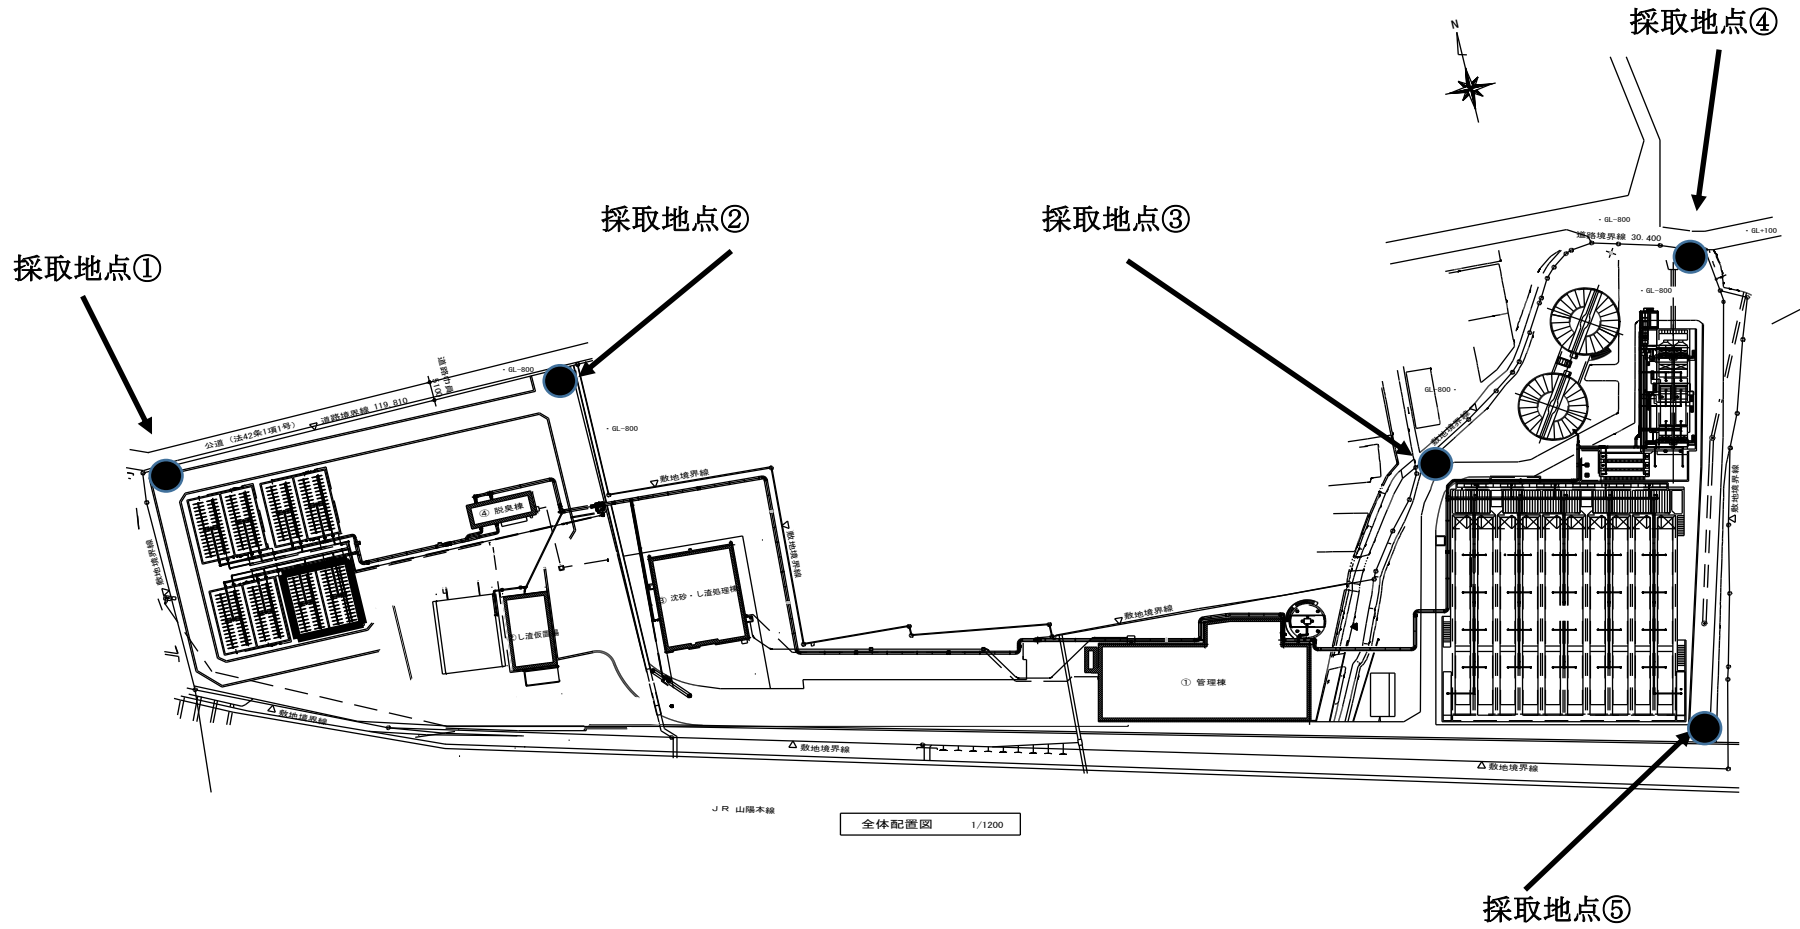 採取地点④
N
採取地点②
採取地点③
GL-800
道路境界線 30.400
GL+100
採取地点①
GL-800
道路幅員
5100
GL-800
公道（法42条1項1号）
道路境界線 119.810
GL-800
GL-800
敷地境界線
敷地境界線
敷地境界線
敷地境界線
④ 脱臭棟
敷地境界線
敷地境界線
③ 沈砂・し渣処理棟
②し渣仮置場
敷地境界線
① 管理棟
敷地境界線
敷地境界線
敷地境界線
ＪＲ 山陽本線
全体配置図 1/1200
採取地点⑤